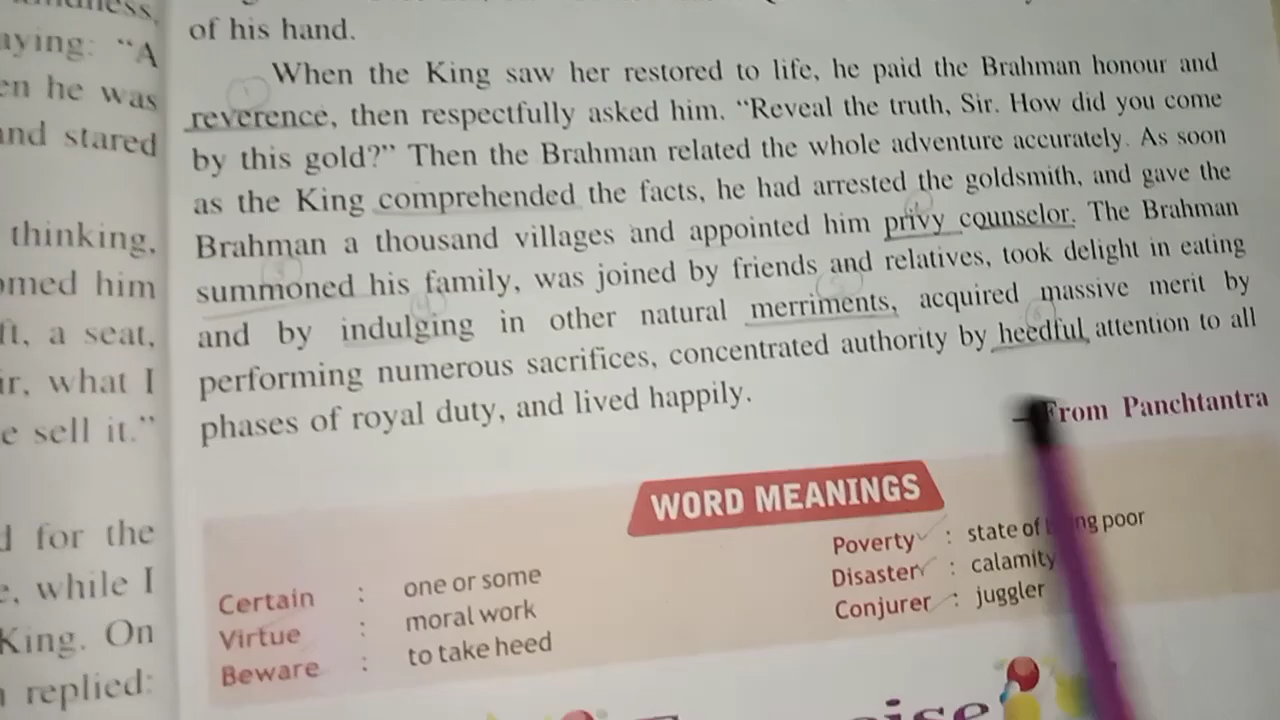 aying: "A
en he was
and stared
thinking,
omed him
ft, a seat,
ir, what I
e sell it."
d for the
e, while I
King. On
replied:
of his hand.
When the King saw her restored to life, he paid the Brahman honour and
reverence, then respectfully asked him. "Reveal the truth, Sir. How did you come
by this gold?" Then the Brahman related the whole adventure accurately. As soon
as the King comprehended the facts, he had arrested the goldsmith, and gave the
Brahman a thousand villages and appointed him privy counselor. The Brahman
summoned his family, was joined by friends and relatives, took delight in eating
and by indulging in other natural merriments, acquired massive merit by
performing numerous sacrifices, concentrated authority by heedful attention to all
phases of royal duty, and lived happily.
From Panchtantra
WORD MEANINGS
Certain : one or some
Virtue : moral work
Beware : to take heed
Poverty : state of being poor
Disaster : calamity
Conjurer : juggler